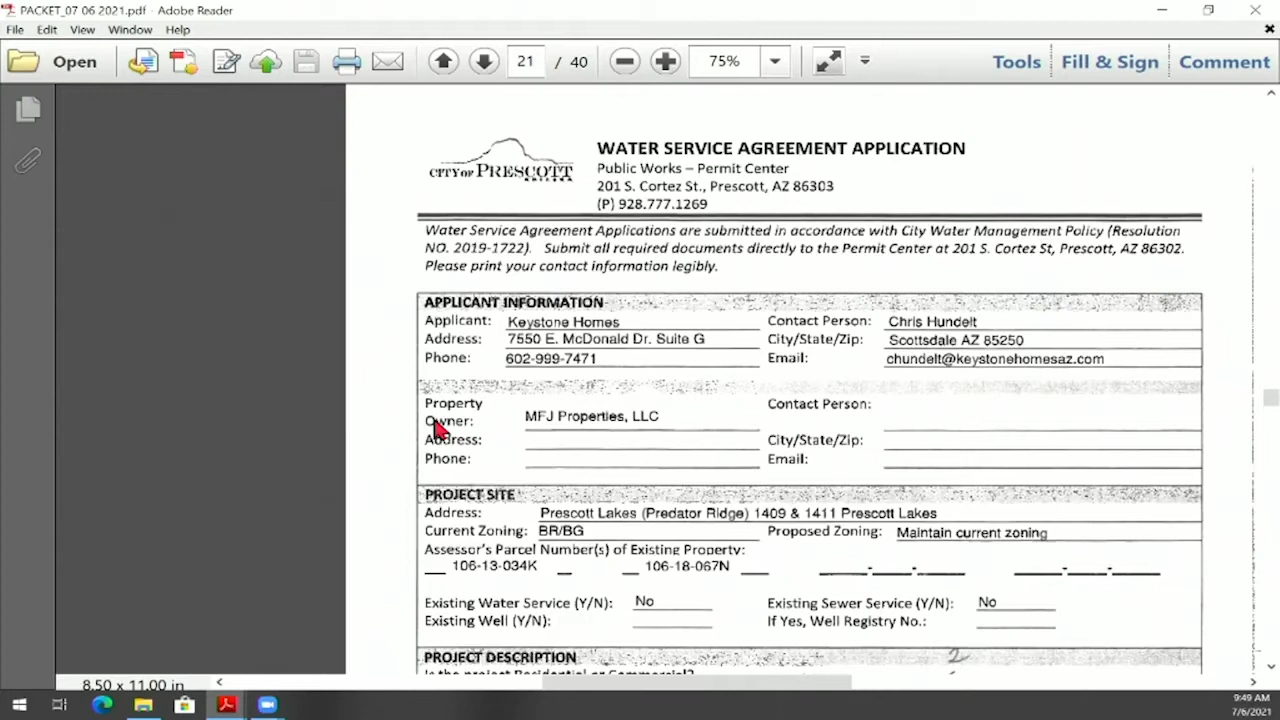 PACKET_07 06 2021.pdf - Adobe Reader
File Edit View Window Help
Open 21 / 40 75% Tools Fill & Sign Comment
CITY OF PRESCOTT
ARIZONA
WATER SERVICE AGREEMENT APPLICATION
Public Works – Permit Center
201 S. Cortez St., Prescott, AZ 86303
(P) 928.777.1269
Water Service Agreement Applications are submitted in accordance with City Water Management Policy (Resolution
NO. 2019-1722). Submit all required documents directly to the Permit Center at 201 S. Cortez St, Prescott, AZ 86302.
Please print your contact information legibly.
APPLICANT INFORMATION
Applicant: Keystone Homes Contact Person: Chris Hundelt
Address: 7550 E. McDonald Dr. Suite G City/State/Zip: Scottsdale AZ 85250
Phone: 602-999-7471 Email: chundelt@keystonehomesaz.com
Property Contact Person:
Owner: MFJ Properties, LLC
Address: City/State/Zip:
Phone: Email:
PROJECT SITE
Address: Prescott Lakes (Predator Ridge) 1409 & 1411 Prescott Lakes
Current Zoning: BR/BG Proposed Zoning: Maintain current zoning
Assessor's Parcel Number(s) of Existing Property:
106-13-034K 106-18-067N
Existing Water Service (Y/N): No Existing Sewer Service (Y/N): No
Existing Well (Y/N): If Yes, Well Registry No.:
PROJECT DESCRIPTION 2
Is the project Residential or Commercial?
8.50 x 11.00 in
9:49 AM
7/6/2021